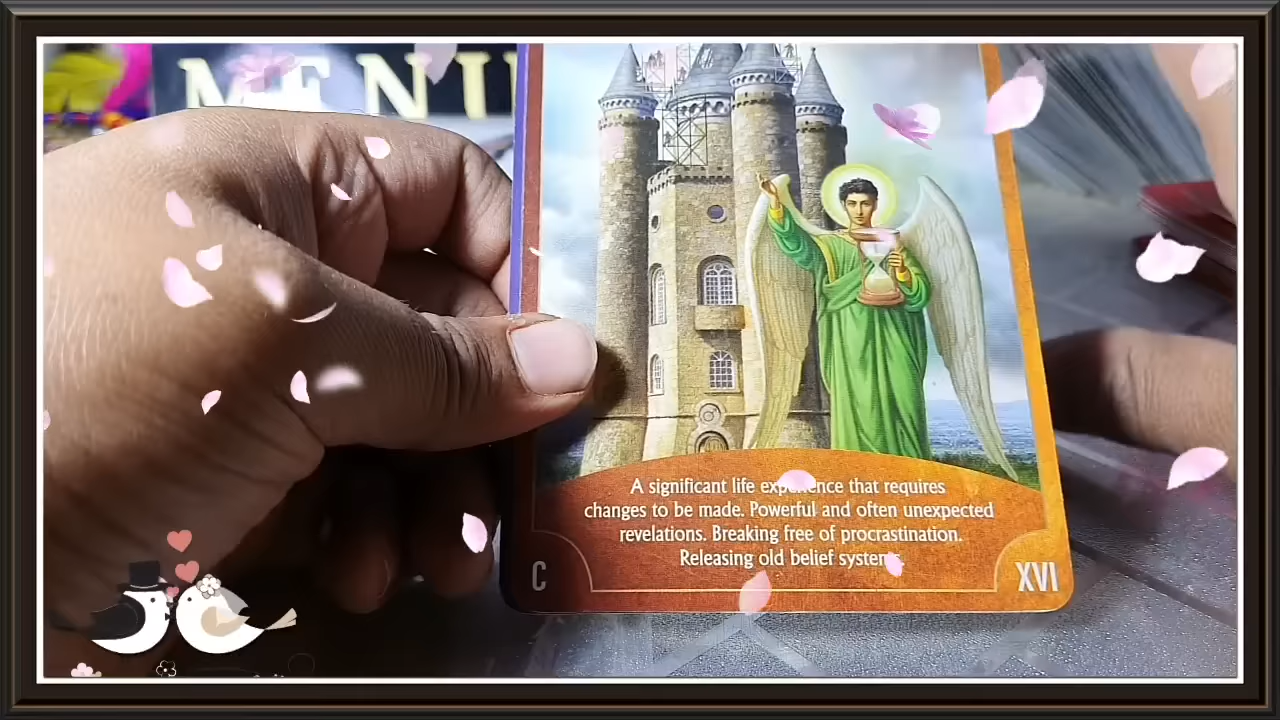 MENU
A significant life experience that requires
changes to be made. Powerful and often unexpected
revelations. Breaking free of procrastination.
Releasing old belief systems.
C
XVI